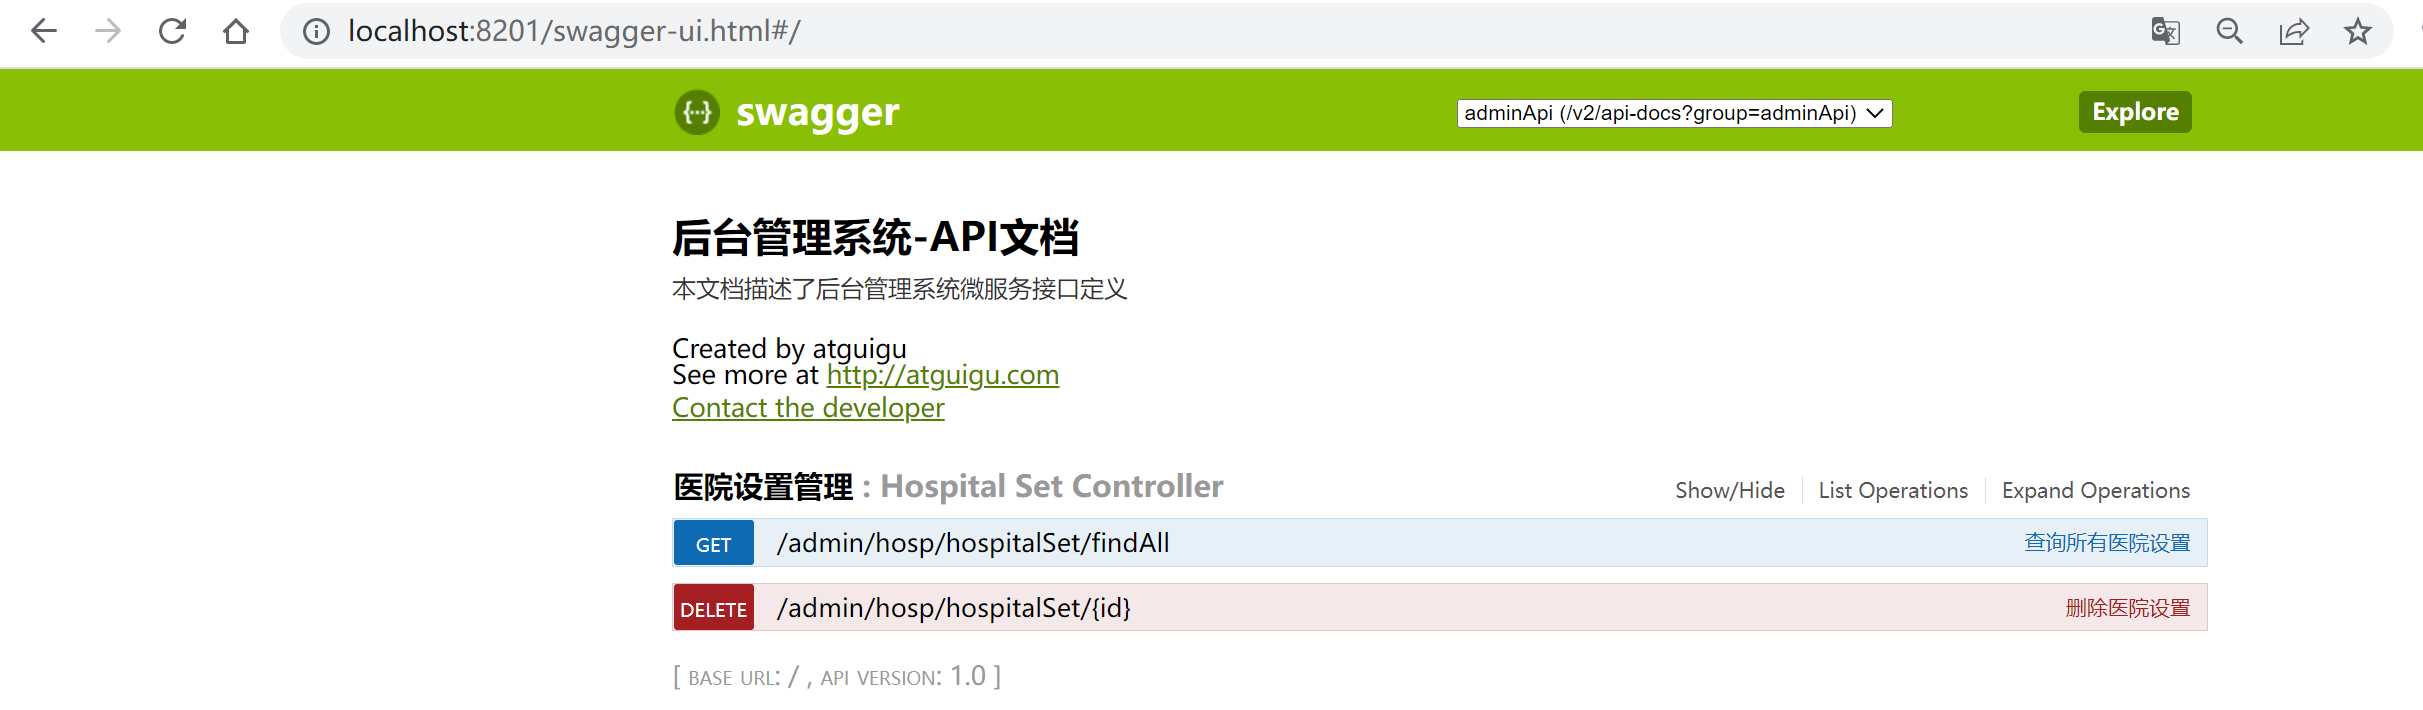 localhost:8201/swagger-ui.html#/
swagger
adminApi (/v2/api-docs?group=adminApi)
Explore
后台管理系统-API文档
本文档描述了后台管理系统微服务接口定义
Created by atguigu
See more at http://atguigu.com
Contact the developer
医院设置管理 : Hospital Set Controller
Show/Hide
List Operations
Expand Operations
GET /admin/hosp/hospitalSet/findAll 查询所有医院设置
DELETE /admin/hosp/hospitalSet/{id} 删除医院设置
[ BASE URL: / , API VERSION: 1.0 ]